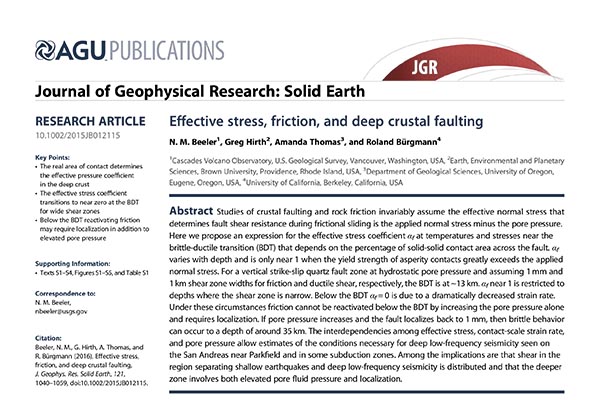 AGU PUBLICATIONS
JGR
Journal of Geophysical Research: Solid Earth
RESEARCH ARTICLE
10.1002/2015JB012115
Key Points:
• The real area of contact determines
the effective pressure coefficient
in the deep crust
• The effective stress coefficient
transitions to near zero at the BDT
for wide shear zones
• Below the BDT reactivating friction
may require localization in addition to
elevated pore pressure
Supporting Information:
• Texts S1–S4, Figures S1–S5, and Table S1
Correspondence to:
N. M. Beeler,
nbeeler@usgs.gov
Citation:
Beeler, N. M., G. Hirth, A. Thomas, and
R. Bürgmann (2016), Effective stress,
friction, and deep crustal faulting,
J. Geophys. Res. Solid Earth, 121,
1040–1059, doi:10.1002/2015JB012115.
Effective stress, friction, and deep crustal faulting
N. M. Beeler1, Greg Hirth2, Amanda Thomas3, and Roland Bürgmann4
1Cascades Volcano Observatory, U.S. Geological Survey, Vancouver, Washington, USA, 2Earth, Environmental and Planetary
Sciences, Brown University, Providence, Rhode Island, USA, 3Department of Geological Sciences, University of Oregon,
Eugene, Oregon, USA, 4University of California, Berkeley, California, USA
Abstract Studies of crustal faulting and rock friction invariably assume the effective normal stress that
determines fault shear resistance during frictional sliding is the applied normal stress minus the pore pressure.
Here we propose an expression for the effective stress coefficient αf at temperatures and stresses near the
brittle-ductile transition (BDT) that depends on the percentage of solid-solid contact area across the fault. αf
varies with depth and is only near 1 when the yield strength of asperity contacts greatly exceeds the applied
normal stress. For a vertical strike-slip quartz fault zone at hydrostatic pore pressure and assuming 1 mm and
1 km shear zone widths for friction and ductile shear, respectively, the BDT is at ~13 km. αf near 1 is restricted to
depths where the shear zone is narrow. Below the BDT αf = 0 is due to a dramatically decreased strain rate.
Under these circumstances friction cannot be reactivated below the BDT by increasing the pore pressure alone
and requires localization. If pore pressure increases and the fault localizes back to 1 mm, then brittle behavior
can occur to a depth of around 35 km. The interdependencies among effective stress, contact-scale strain rate,
and pore pressure allow estimates of the conditions necessary for deep low-frequency seismicity seen on
the San Andreas near Parkfield and in some subduction zones. Among the implications are that shear in the
region separating shallow earthquakes and deep low-frequency seismicity is distributed and that the deeper
zone involves both elevated pore fluid pressure and localization.